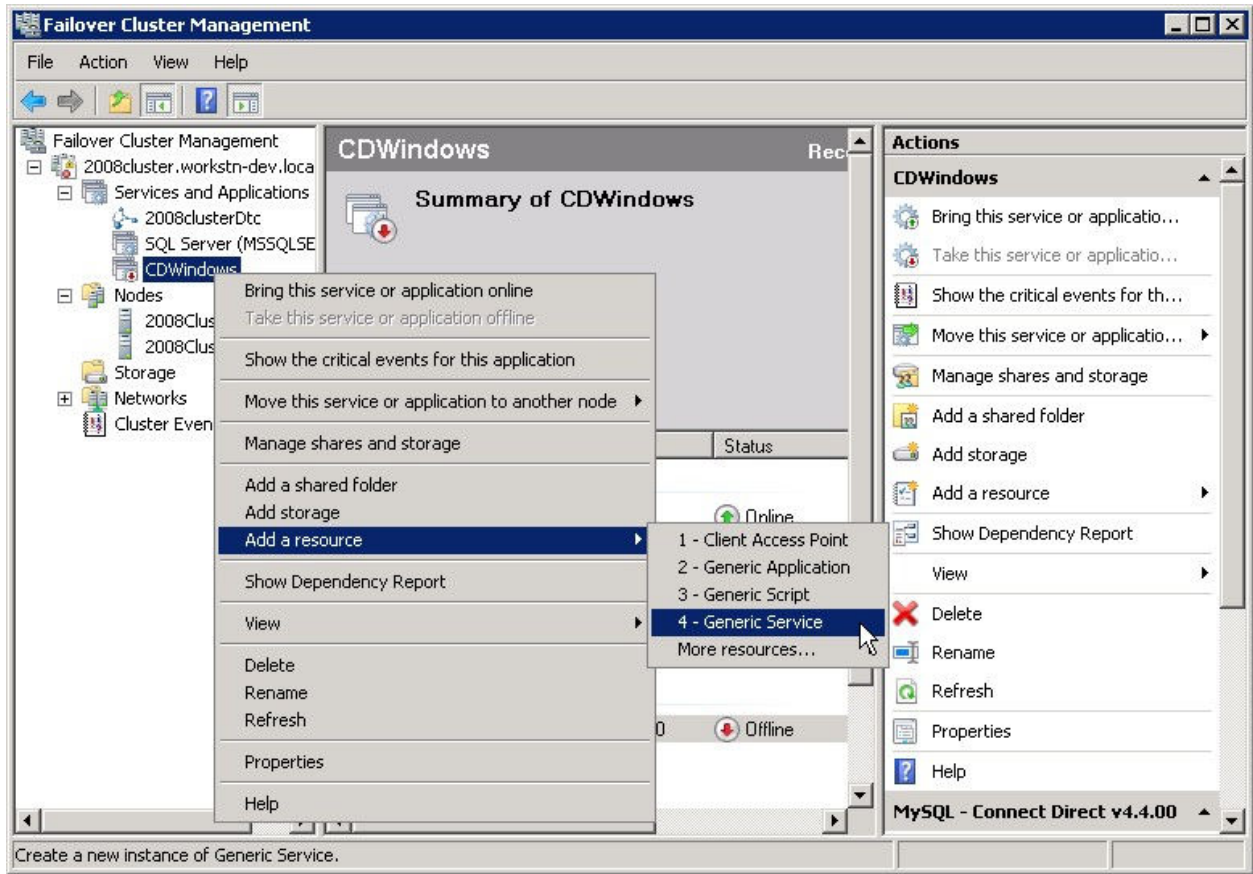 Failover Cluster Management
File Action View Help
Failover Cluster Management
2008cluster.workstn-dev.loca
Services and Applications
2008clusterDtc
SQL Server (MSSQLSE
CDWindows
Nodes
2008Clus
2008Clus
Storage
Networks
Cluster Even
CDWindows Rec
Summary of CDWindows
Status
Online
0 Offline
Bring this service or application online
Take this service or application offline
Show the critical events for this application
Move this service or application to another node
Manage shares and storage
Add a shared folder
Add storage
Add a resource
Show Dependency Report
View
Delete
Rename
Refresh
Properties
Help
1 - Client Access Point
2 - Generic Application
3 - Generic Script
4 - Generic Service
More resources...
Actions
CDWindows
Bring this service or applicatio...
Take this service or applicatio...
Show the critical events for th...
Move this service or applicatio...
Manage shares and storage
Add a shared folder
Add storage
Add a resource
Show Dependency Report
View
Delete
Rename
Refresh
Properties
Help
MySQL - Connect Direct v4.4.00
Create a new instance of Generic Service.